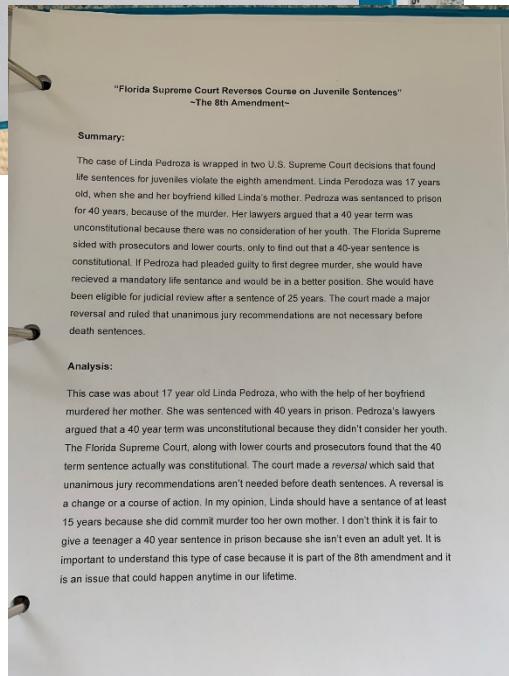 "Florida Supreme Court Reverses Course on Juvenile Sentences"
~The 8th Amendment~
Summary:
The case of Linda Pedroza is wrapped in two U.S. Supreme Court decisions that found
life sentences for juveniles violate the eighth amendment. Linda Perodoza was 17 years
old, when she and her boyfriend killed Linda's mother. Pedroza was sentanced to prison
for 40 years, because of the murder. Her lawyers argued that a 40 year term was
unconstitutional because there was no consideration of her youth. The Florida Supreme
sided with prosecutors and lower courts, only to find out that a 40-year sentence is
constitutional. If Pedroza had pleaded guilty to first degree murder, she would have
recieved a mandatory life sentance and would be in a better position. She would have
been eligible for judicial review after a sentence of 25 years. The court made a major
reversal and ruled that unanimous jury recommendations are not necessary before
death sentences.
Analysis:
This case was about 17 year old Linda Pedroza, who with the help of her boyfriend
murdered her mother. She was sentenced with 40 years in prison. Pedroza's lawyers
argued that a 40 year term was unconstitutional because they didn't consider her youth.
The Florida Supreme Court, along with lower courts and prosecutors found that the 40
term sentence actually was constitutional. The court made a reversal which said that
unanimous jury recommendations aren't needed before death sentences. A reversal is
a change or a course of action. In my opinion, Linda should have a sentance of at least
15 years because she did commit murder too her own mother. I don't think it is fair to
give a teenager a 40 year sentence in prison because she isn't even an adult yet. It is
important to understand this type of case because it is part of the 8th amendment and it
is an issue that could happen anytime in our lifetime.